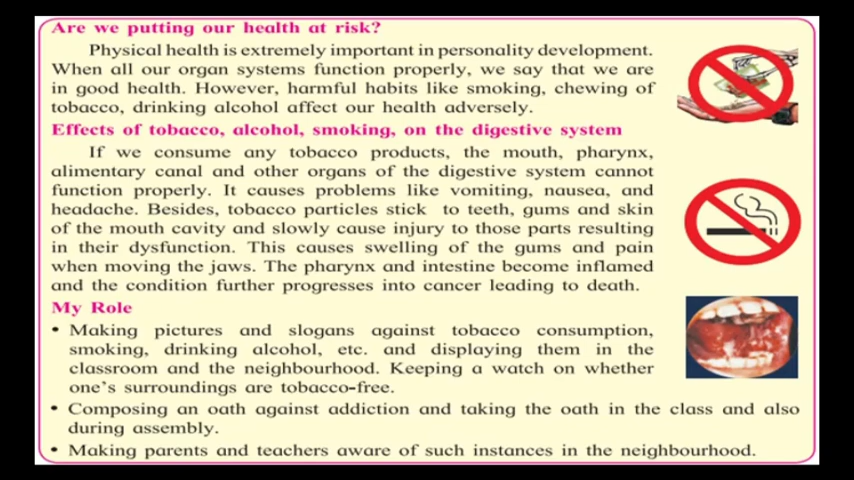 Are we putting our health at risk?
Physical health is extremely important in personality development.
When all our organ systems function properly, we say that we are
in good health. However, harmful habits like smoking, chewing of
tobacco, drinking alcohol affect our health adversely.
Effects of tobacco, alcohol, smoking, on the digestive system
If we consume any tobacco products, the mouth, pharynx,
alimentary canal and other organs of the digestive system cannot
function properly. It causes problems like vomiting, nausea, and
headache. Besides, tobacco particles stick to teeth, gums and skin
of the mouth cavity and slowly cause injury to those parts resulting
in their dysfunction. This causes swelling of the gums and pain
when moving the jaws. The pharynx and intestine become inflamed
and the condition further progresses into cancer leading to death.
My Role
• Making pictures and slogans against tobacco consumption,
smoking, drinking alcohol, etc. and displaying them in the
classroom and the neighbourhood. Keeping a watch on whether
one's surroundings are tobacco-free.
• Composing an oath against addiction and taking the oath in the class and also
during assembly.
• Making parents and teachers aware of such instances in the neighbourhood.